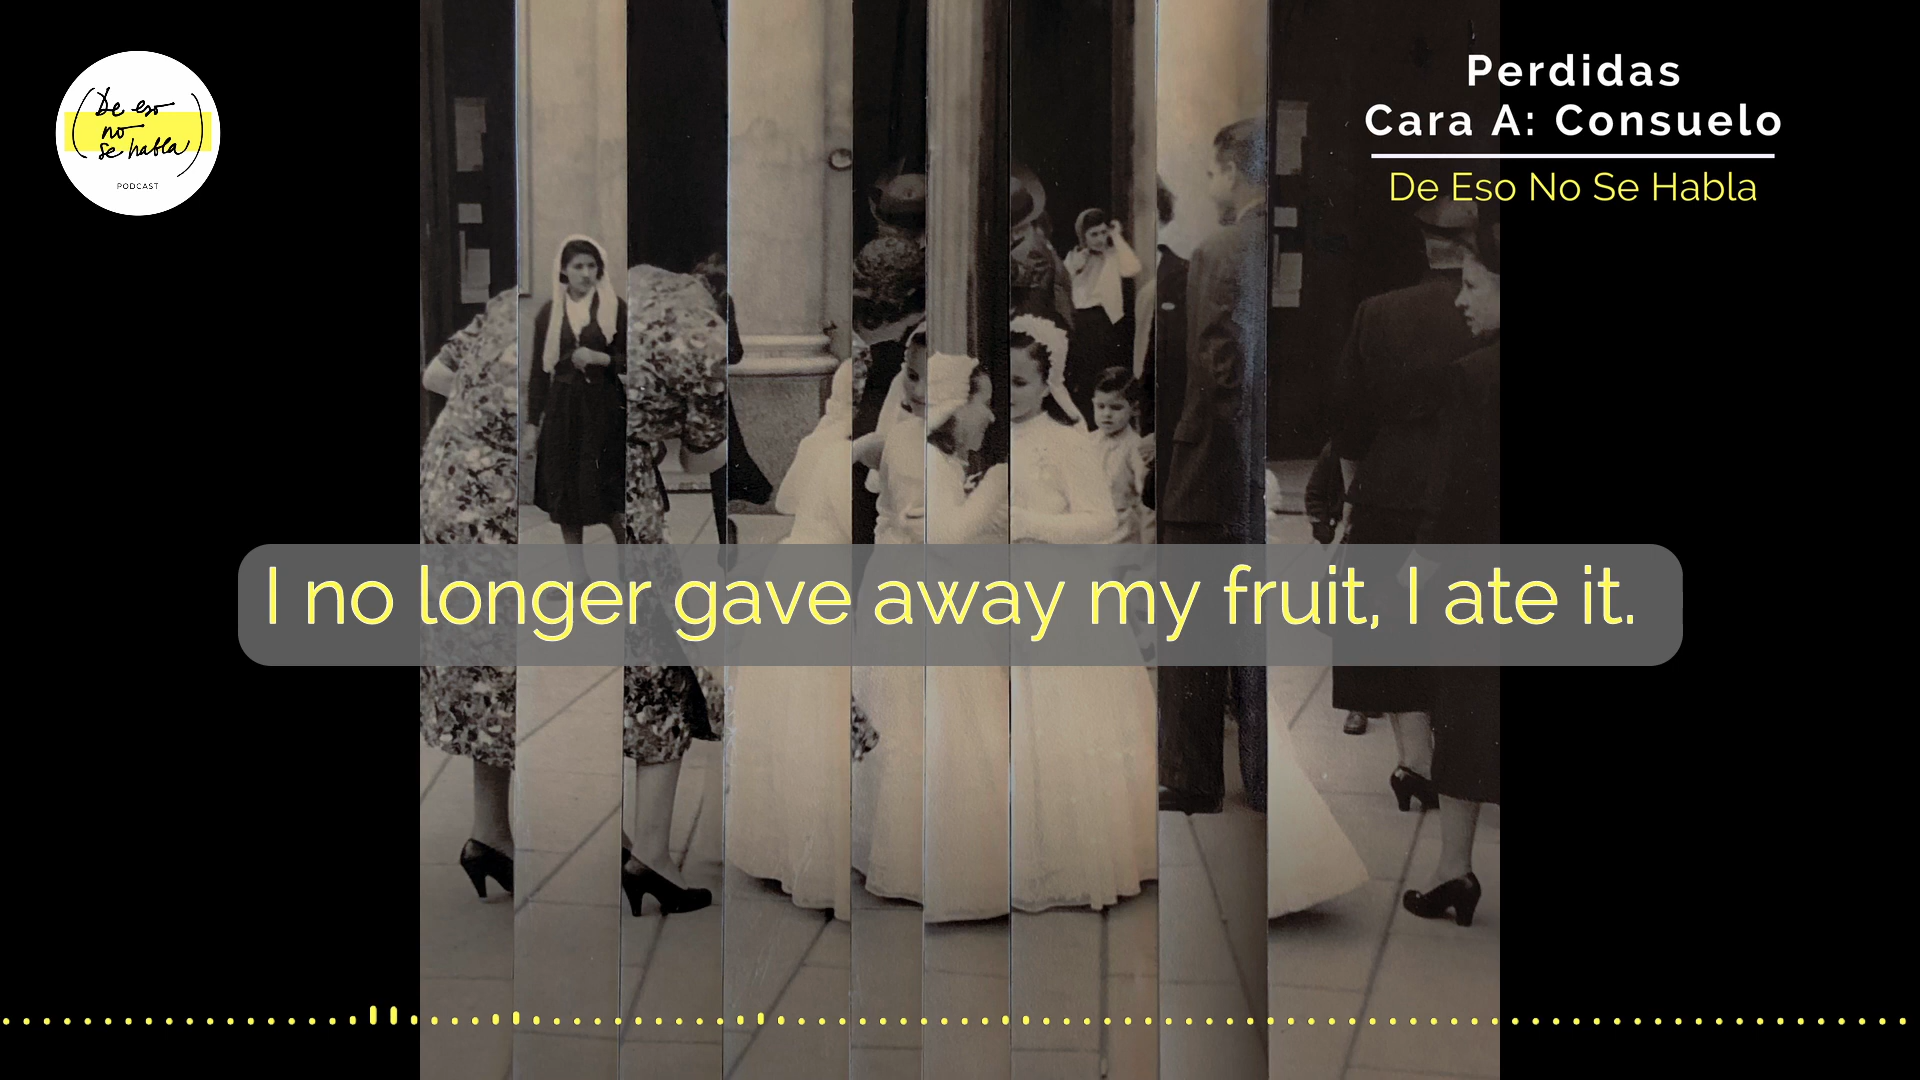 (De eso
no
se habla)
PODCAST
Perdidas
Cara A: Consuelo
De Eso No Se Habla
I no longer gave away my fruit, I ate it.